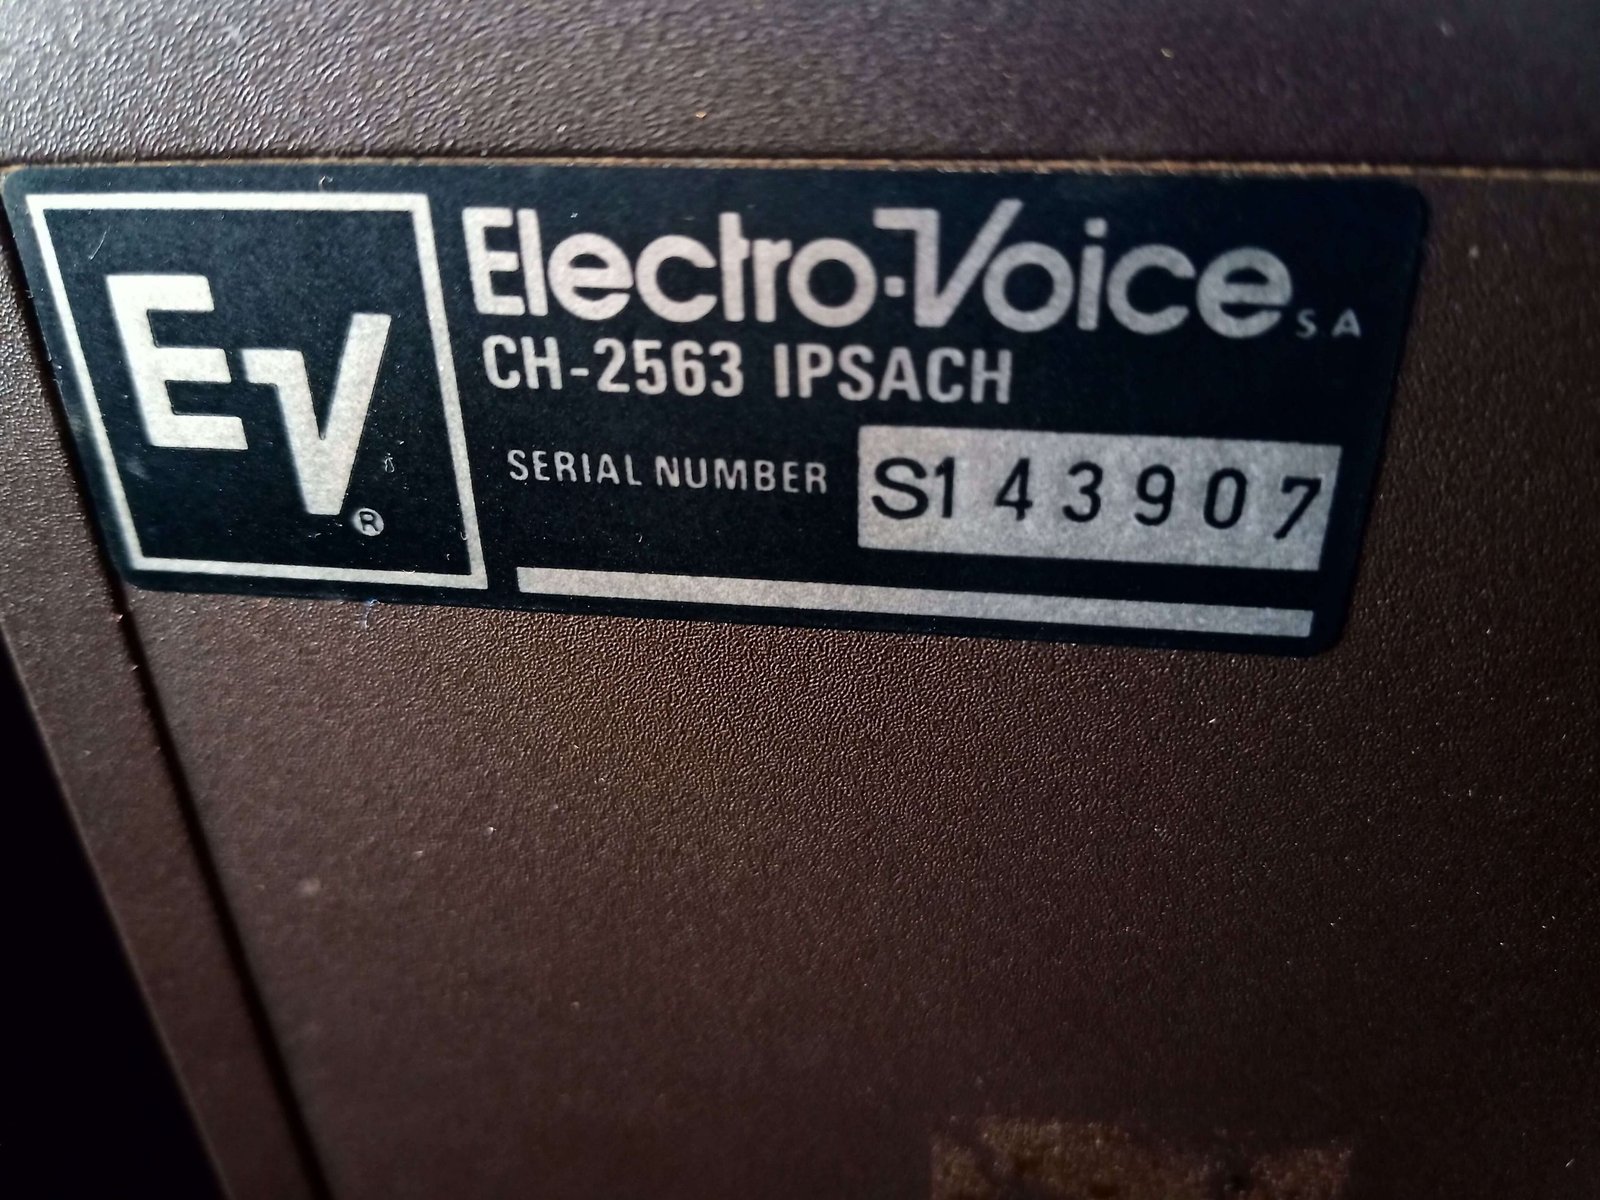 EV®
Electro-Voice S A
CH-2563 IPSACH
SERIAL NUMBER S143907